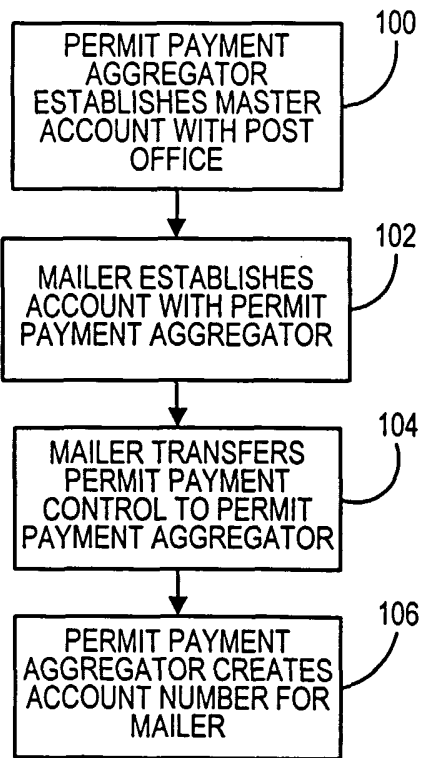 100
PERMIT PAYMENT
AGGREGATOR
ESTABLISHES MASTER
ACCOUNT WITH POST
OFFICE
102
MAILER ESTABLISHES
ACCOUNT WITH PERMIT
PAYMENT AGGREGATOR
104
MAILER TRANSFERS
PERMIT PAYMENT
CONTROL TO PERMIT
PAYMENT AGGREGATOR
106
PERMIT PAYMENT
AGGREGATOR CREATES
ACCOUNT NUMBER FOR
MAILER